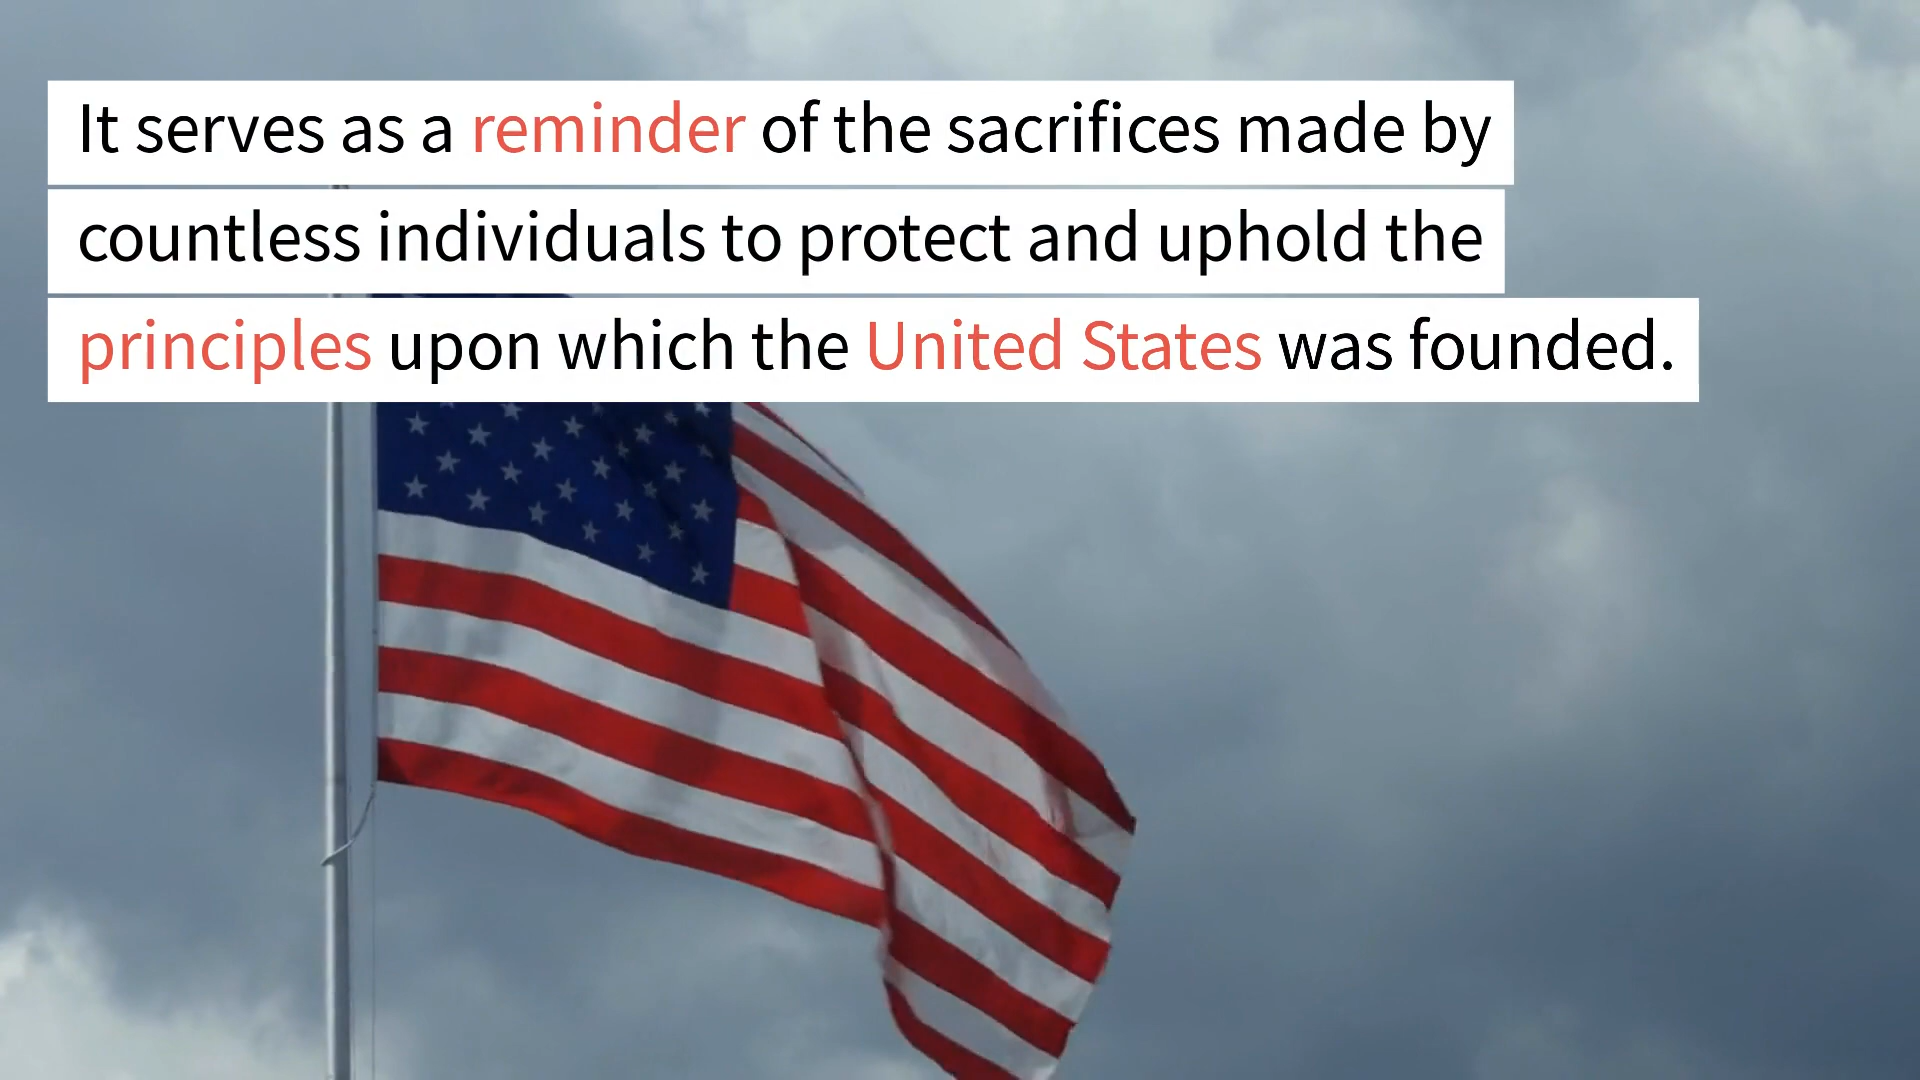 It serves as a reminder of the sacrifices made by
countless individuals to protect and uphold the
principles upon which the United States was founded.